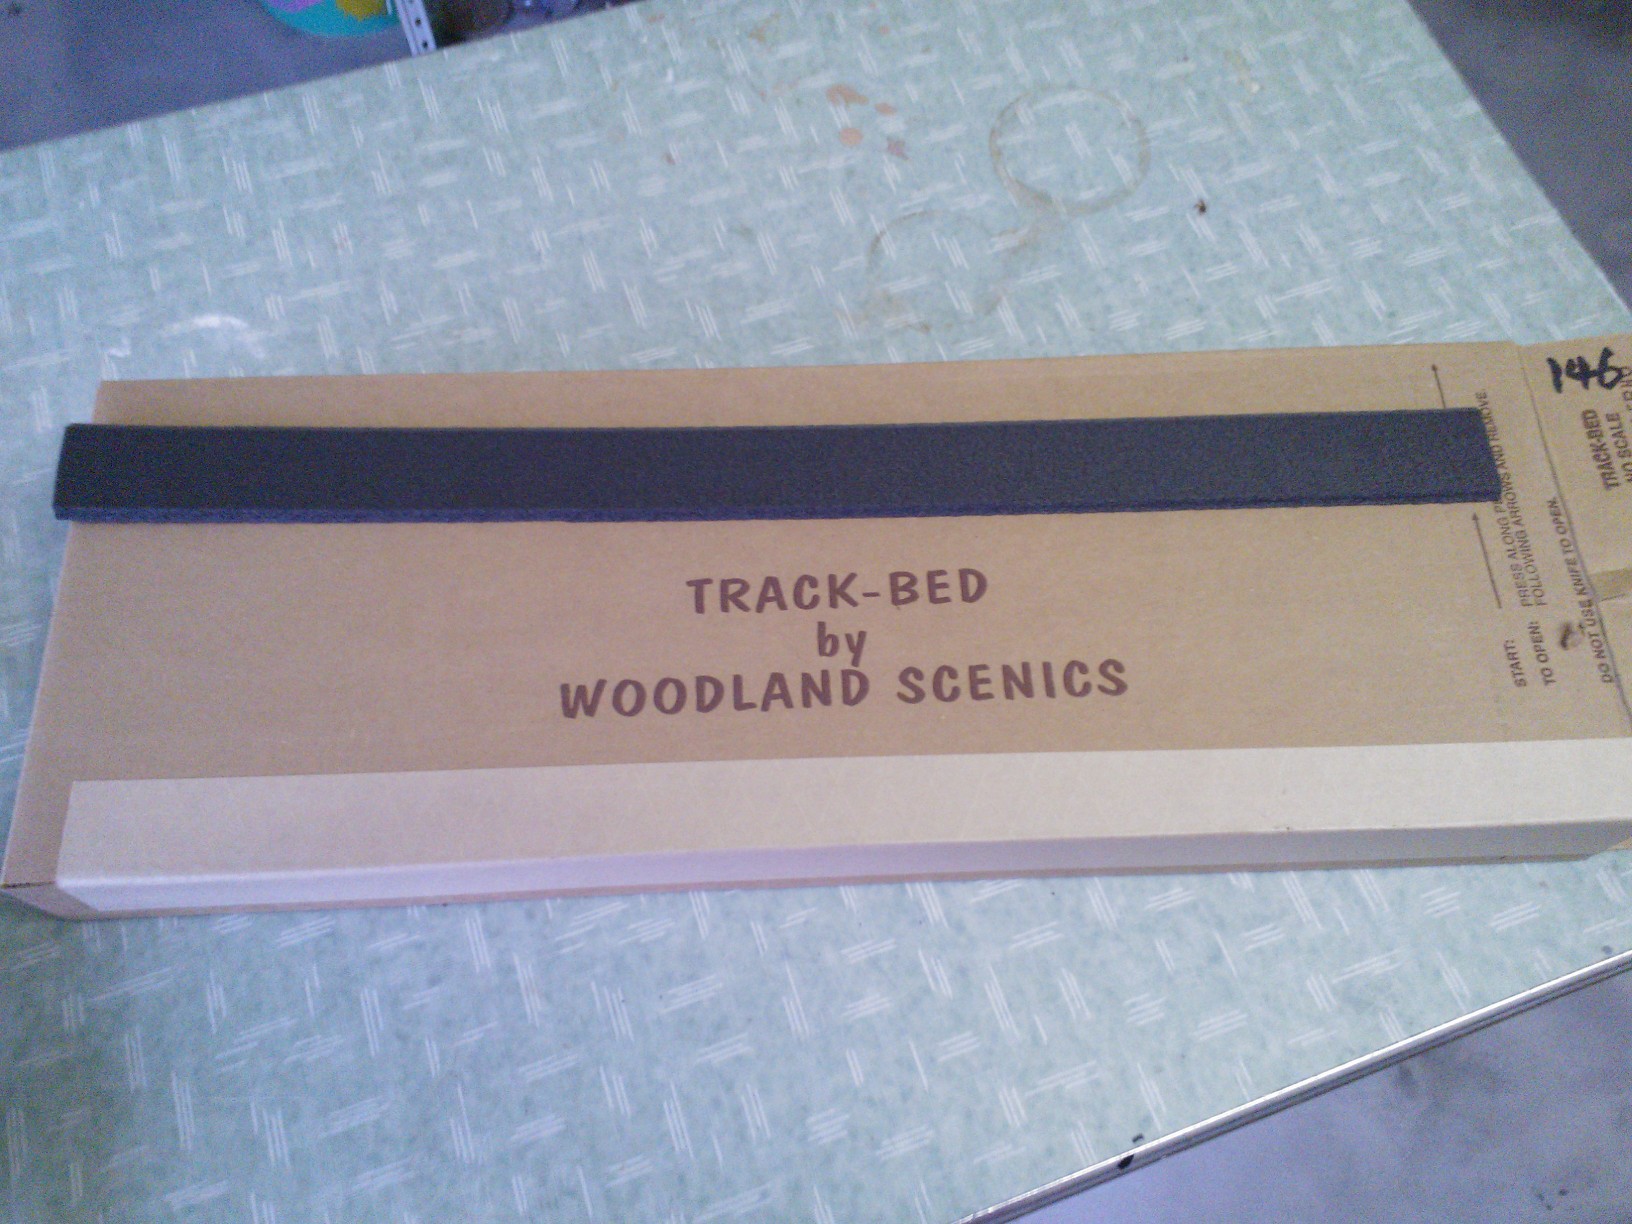 TRACK-BED
by
WOODLAND SCENICS
146
START: PRESS ALONG AND REMOVE
TO OPEN: FOLLOWING ARROWS
DO NOT USE KNIFE TO OPEN.
TRACK-BED
SCALE